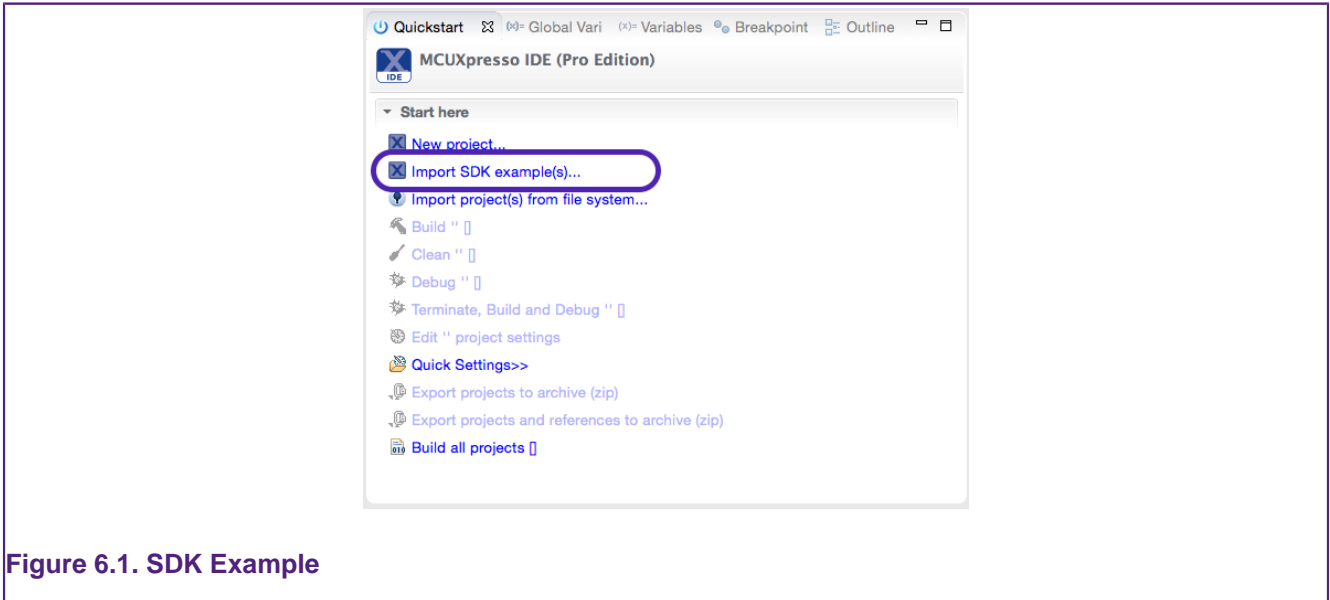 Quickstart (x)= Global Vari (x)= Variables Breakpoint Outline
IDE
MCUXpresso IDE (Pro Edition)
Start here
New project...
Import SDK example(s)...
Import project(s) from file system...
Build '' []
Clean '' []
Debug '' []
Terminate, Build and Debug '' []
Edit '' project settings
Quick Settings>>
Export projects to archive (zip)
Export projects and references to archive (zip)
010 Build all projects []
Figure 6.1. SDK Example